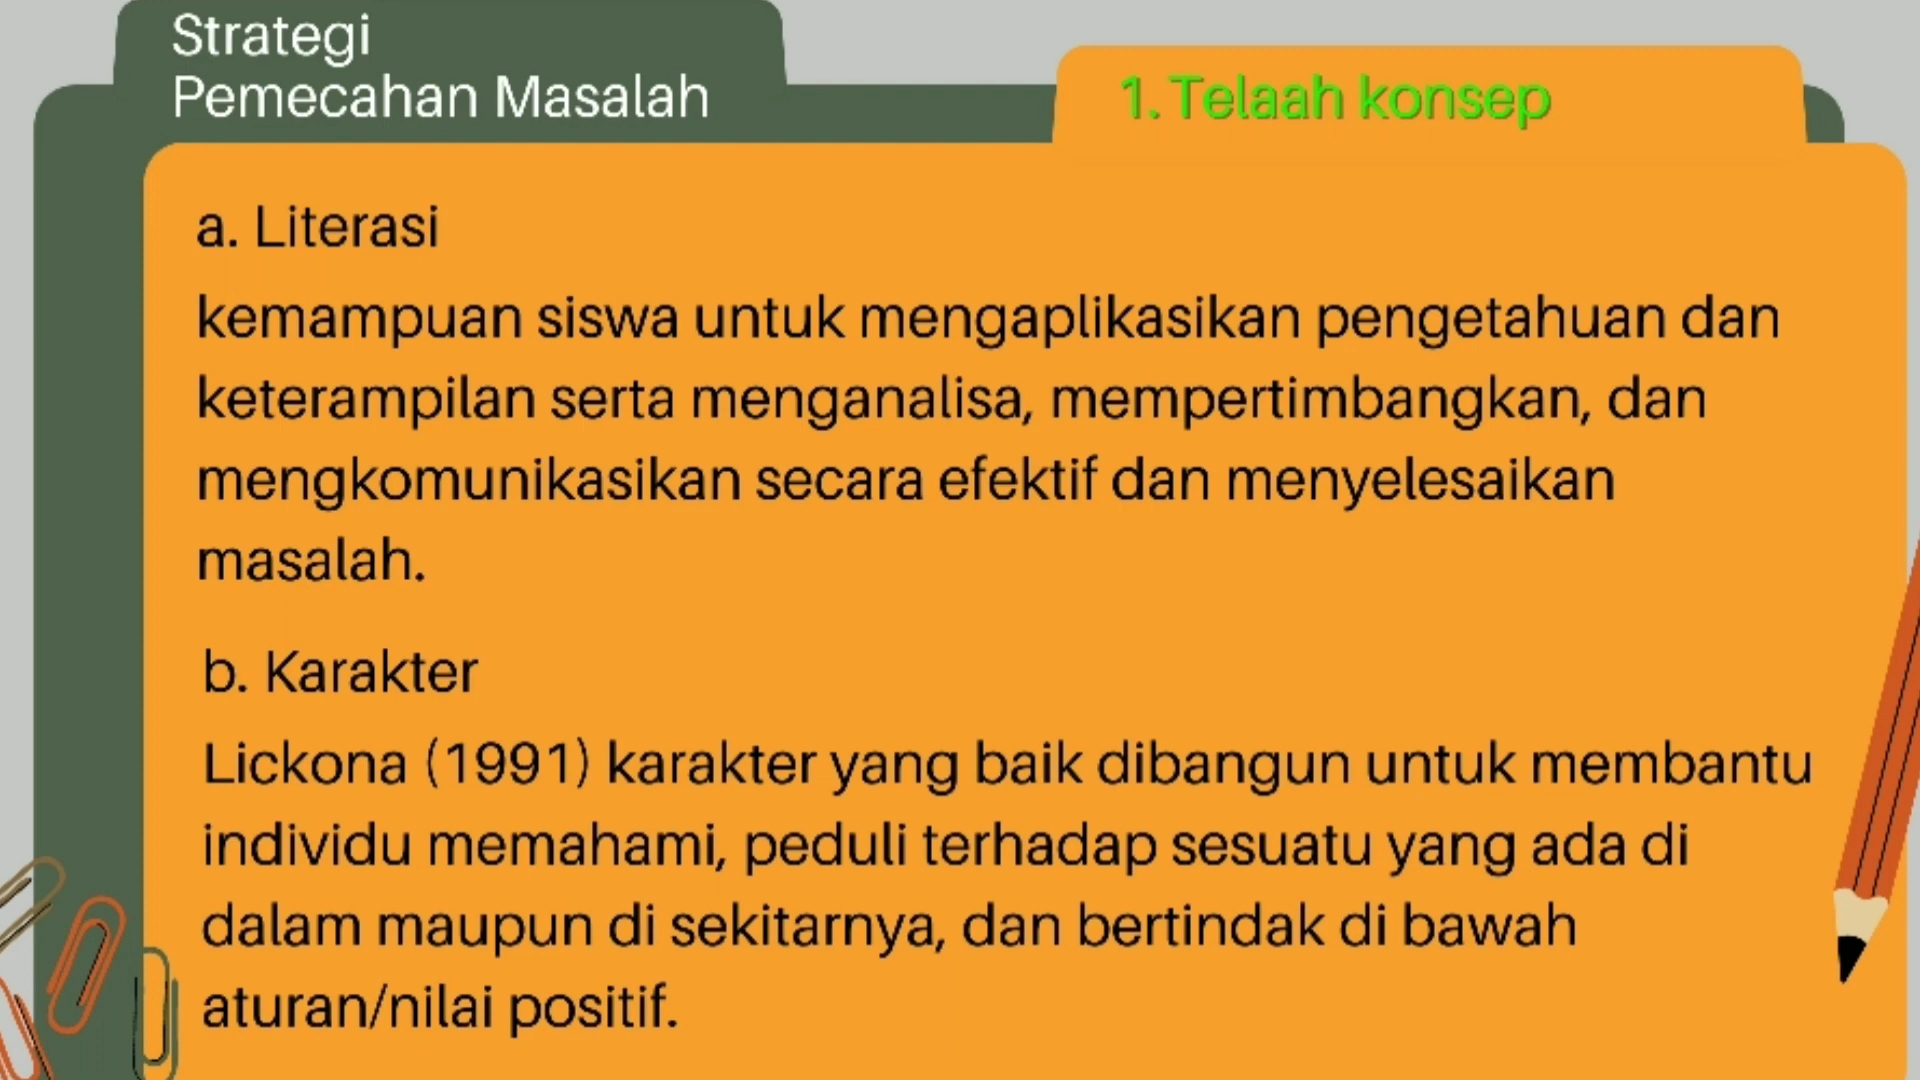 Strategi
Pemecahan Masalah
1. Telaah konsep
a. Literasi
kemampuan siswa untuk mengaplikasikan pengetahuan dan
keterampilan serta menganalisa, mempertimbangkan, dan
mengkomunikasikan secara efektif dan menyelesaikan
masalah.
b. Karakter
Lickona (1991) karakter yang baik dibangun untuk membantu
individu memahami, peduli terhadap sesuatu yang ada di
dalam maupun di sekitarnya, dan bertindak di bawah
aturan/nilai positif.